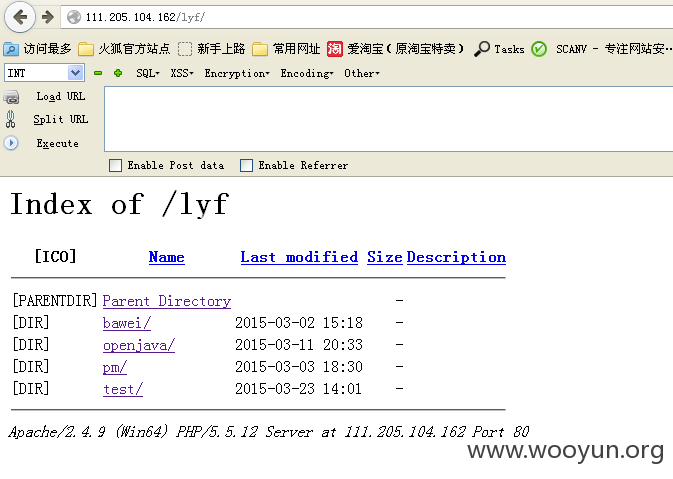 111.205.104.162/lyf/
访问最多 火狐官方站点 新手上路 常用网址 爱淘宝（原淘宝特卖） Tasks SCANV - 专注网站安…
INT SQL XSS Encryption Encoding Other
Load URL
Split URL
Execute
Enable Post data Enable Referrer
Index of /lyf
[ICO] Name Last modified Size Description
[PARENTDIR] Parent Directory -
[DIR] bawei/ 2015-03-02 15:18 -
[DIR] openjava/ 2015-03-11 20:33 -
[DIR] pm/ 2015-03-03 18:30 -
[DIR] test/ 2015-03-23 14:01 -
Apache/2.4.9 (Win64) PHP/5.5.12 Server at 111.205.104.162 Port 80
www.wooyun.org